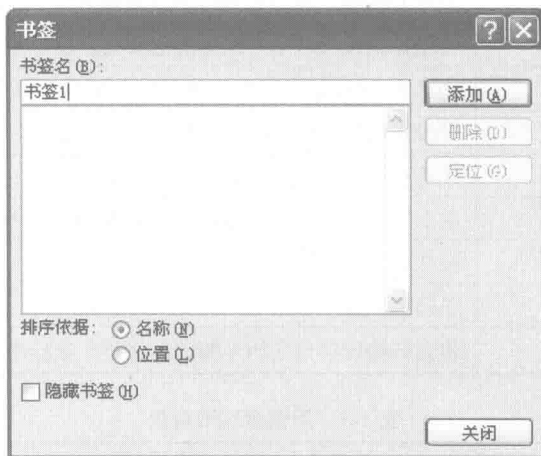 书签
书签名(B):
书签1
添加(A)
删除(D)
定位(G)
排序依据: 名称(N)
位置(L)
隐藏书签(H)
关闭